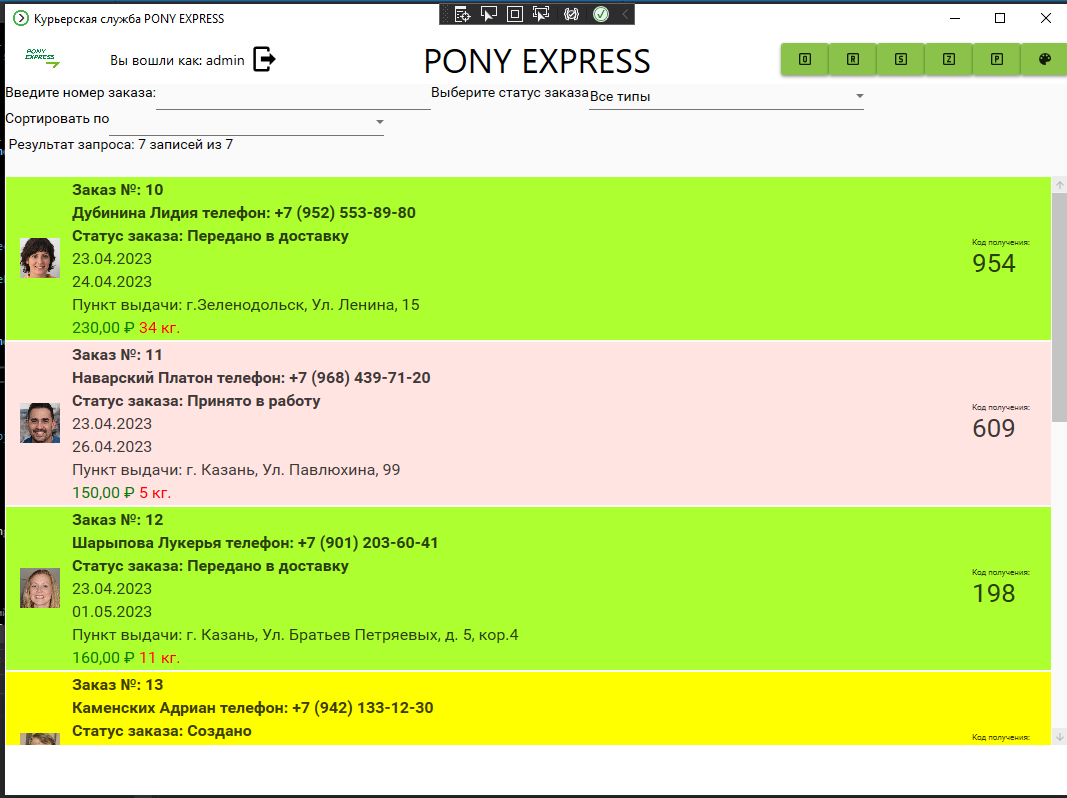 Курьерская служба PONY EXPRESS
PONY EXPRESS
Вы вошли как: admin
PONY EXPRESS
O R S Z P
Введите номер заказа:
Выберите статус заказа Все типы
Сортировать по
Результат запроса: 7 записей из 7
Заказ №: 10
Дубинина Лидия телефон: +7 (952) 553-89-80
Статус заказа: Передано в доставку
23.04.2023
24.04.2023
Пункт выдачи: г.Зеленодольск, Ул. Ленина, 15
230,00 ₽ 34 кг.
Код получения:
954
Заказ №: 11
Наварский Платон телефон: +7 (968) 439-71-20
Статус заказа: Принято в работу
23.04.2023
26.04.2023
Пункт выдачи: г. Казань, Ул. Павлюхина, 99
150,00 ₽ 5 кг.
Код получения:
609
Заказ №: 12
Шарыпова Лукерья телефон: +7 (901) 203-60-41
Статус заказа: Передано в доставку
23.04.2023
01.05.2023
Пункт выдачи: г. Казань, Ул. Братьев Петряевых, д. 5, кор.4
160,00 ₽ 11 кг.
Код получения:
198
Заказ №: 13
Каменских Адриан телефон: +7 (942) 133-12-30
Статус заказа: Создано
Код получения: